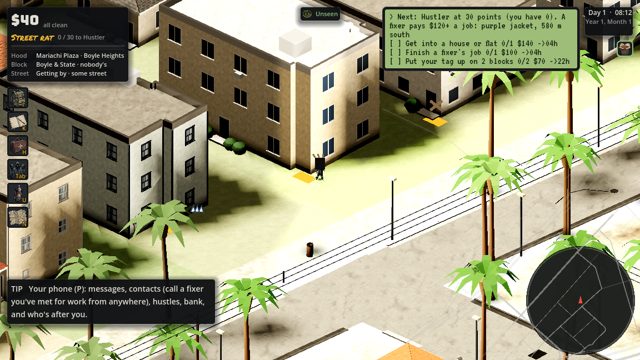 $40 all clean
STREET RAT 0 / 30 to Hustler
Hood Mariachi Plaza · Boyle Heights
Block Boyle & State · nobody's
Street Getting by · some street
H
Tab
U
Unseen
> Next: Hustler at 30 points (you have 0). A
fixer pays $120+ a job: purple jacket, 580 m
south
[ ] Get into a house or flat 0/1 $140 ->04h
[ ] Finish a fixer's job 0/1 $100 ->04h
[ ] Put your tag up on 2 blocks 0/2 $70 ->22h
Day 1 · 08:12
Year 1, Month 1
TIP Your phone (P): messages, contacts (call a fixer
you've met for work from anywhere), hustles, bank,
and who's after you.